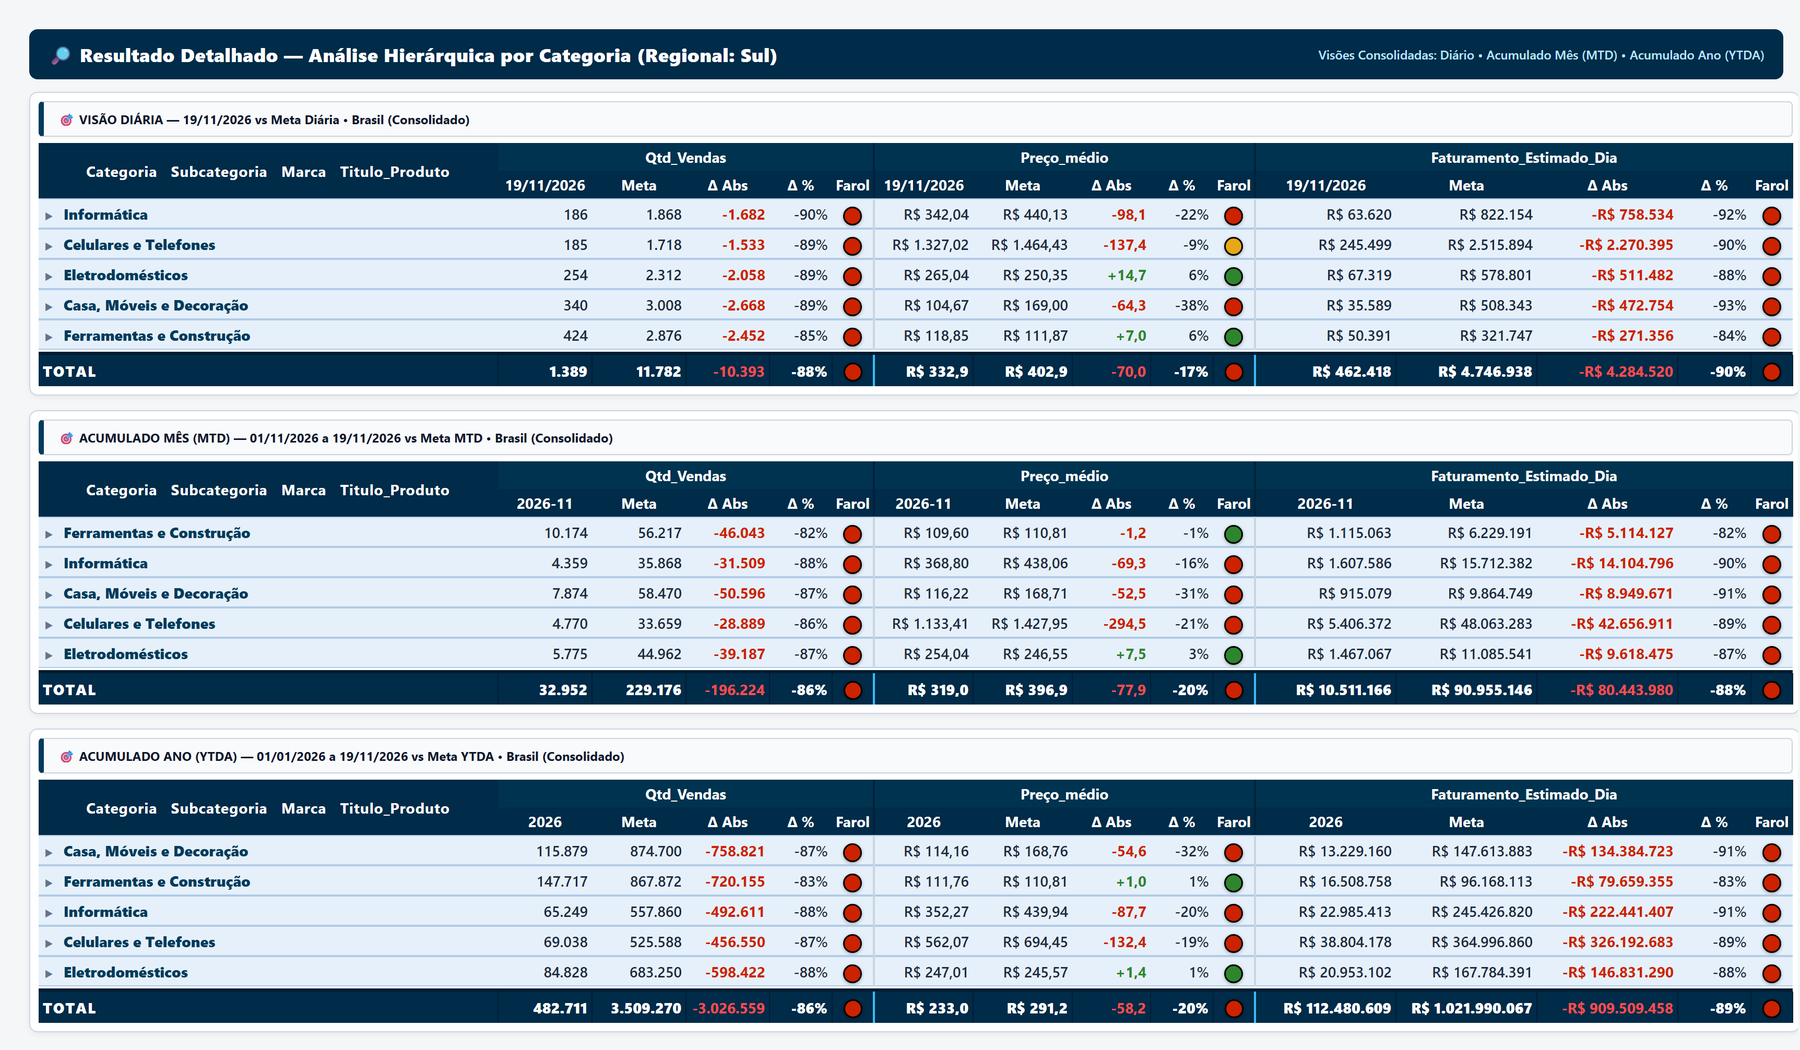 Resultado Detalhado — Análise Hierárquica por Categoria (Regional: Sul)
Visões Consolidadas: Diário • Acumulado Mês (MTD) • Acumulado Ano (YTDA)
VISÃO DIÁRIA — 19/11/2026 vs Meta Diária • Brasil (Consolidado)
Categoria Subcategoria Marca Titulo_Produto Qtd_Vendas Preço_médio Faturamento_Estimado_Dia
19/11/2026 Meta Δ Abs Δ % Farol 19/11/2026 Meta Δ Abs Δ % Farol 19/11/2026 Meta Δ Abs Δ % Farol
▸ Informática 186 1.868 -1.682 -90% R$ 342,04 R$ 440,13 -98,1 -22% R$ 63.620 R$ 822.154 -R$ 758.534 -92%
▸ Celulares e Telefones 185 1.718 -1.533 -89% R$ 1.327,02 R$ 1.464,43 -137,4 -9% R$ 245.499 R$ 2.515.894 -R$ 2.270.395 -90%
▸ Eletrodomésticos 254 2.312 -2.058 -89% R$ 265,04 R$ 250,35 +14,7 6% R$ 67.319 R$ 578.801 -R$ 511.482 -88%
▸ Casa, Móveis e Decoração 340 3.008 -2.668 -89% R$ 104,67 R$ 169,00 -64,3 -38% R$ 35.589 R$ 508.343 -R$ 472.754 -93%
▸ Ferramentas e Construção 424 2.876 -2.452 -85% R$ 118,85 R$ 111,87 +7,0 6% R$ 50.391 R$ 321.747 -R$ 271.356 -84%
TOTAL 1.389 11.782 -10.393 -88% R$ 332,9 R$ 402,9 -70,0 -17% R$ 462.418 R$ 4.746.938 -R$ 4.284.520 -90%
ACUMULADO MÊS (MTD) — 01/11/2026 a 19/11/2026 vs Meta MTD • Brasil (Consolidado)
Categoria Subcategoria Marca Titulo_Produto Qtd_Vendas Preço_médio Faturamento_Estimado_Dia
2026-11 Meta Δ Abs Δ % Farol 2026-11 Meta Δ Abs Δ % Farol 2026-11 Meta Δ Abs Δ % Farol
▸ Ferramentas e Construção 10.174 56.217 -46.043 -82% R$ 109,60 R$ 110,81 -1,2 -1% R$ 1.115.063 R$ 6.229.191 -R$ 5.114.127 -82%
▸ Informática 4.359 35.868 -31.509 -88% R$ 368,80 R$ 438,06 -69,3 -16% R$ 1.607.586 R$ 15.712.382 -R$ 14.104.796 -90%
▸ Casa, Móveis e Decoração 7.874 58.470 -50.596 -87% R$ 116,22 R$ 168,71 -52,5 -31% R$ 915.079 R$ 9.864.749 -R$ 8.949.671 -91%
▸ Celulares e Telefones 4.770 33.659 -28.889 -86% R$ 1.133,41 R$ 1.427,95 -294,5 -21% R$ 5.406.372 R$ 48.063.283 -R$ 42.656.911 -89%
▸ Eletrodomésticos 5.775 44.962 -39.187 -87% R$ 254,04 R$ 246,55 +7,5 3% R$ 1.467.067 R$ 11.085.541 -R$ 9.618.475 -87%
TOTAL 32.952 229.176 -196.224 -86% R$ 319,0 R$ 396,9 -77,9 -20% R$ 10.511.166 R$ 90.955.146 -R$ 80.443.980 -88%
ACUMULADO ANO (YTDA) — 01/01/2026 a 19/11/2026 vs Meta YTDA • Brasil (Consolidado)
Categoria Subcategoria Marca Titulo_Produto Qtd_Vendas Preço_médio Faturamento_Estimado_Dia
2026 Meta Δ Abs Δ % Farol 2026 Meta Δ Abs Δ % Farol 2026 Meta Δ Abs Δ % Farol
▸ Casa, Móveis e Decoração 115.879 874.700 -758.821 -87% R$ 114,16 R$ 168,76 -54,6 -32% R$ 13.229.160 R$ 147.613.883 -R$ 134.384.723 -91%
▸ Ferramentas e Construção 147.717 867.872 -720.155 -83% R$ 111,76 R$ 110,81 +1,0 1% R$ 16.508.758 R$ 96.168.113 -R$ 79.659.355 -83%
▸ Informática 65.249 557.860 -492.611 -88% R$ 352,27 R$ 439,94 -87,7 -20% R$ 22.985.413 R$ 245.426.820 -R$ 222.441.407 -91%
▸ Celulares e Telefones 69.038 525.588 -456.550 -87% R$ 562,07 R$ 694,45 -132,4 -19% R$ 38.804.178 R$ 364.996.860 -R$ 326.192.683 -89%
▸ Eletrodomésticos 84.828 683.250 -598.422 -88% R$ 247,01 R$ 245,57 +1,4 1% R$ 20.953.102 R$ 167.784.391 -R$ 146.831.290 -88%
TOTAL 482.711 3.509.270 -3.026.559 -86% R$ 233,0 R$ 291,2 -58,2 -20% R$ 112.480.609 R$ 1.021.990.067 -R$ 909.509.458 -89%